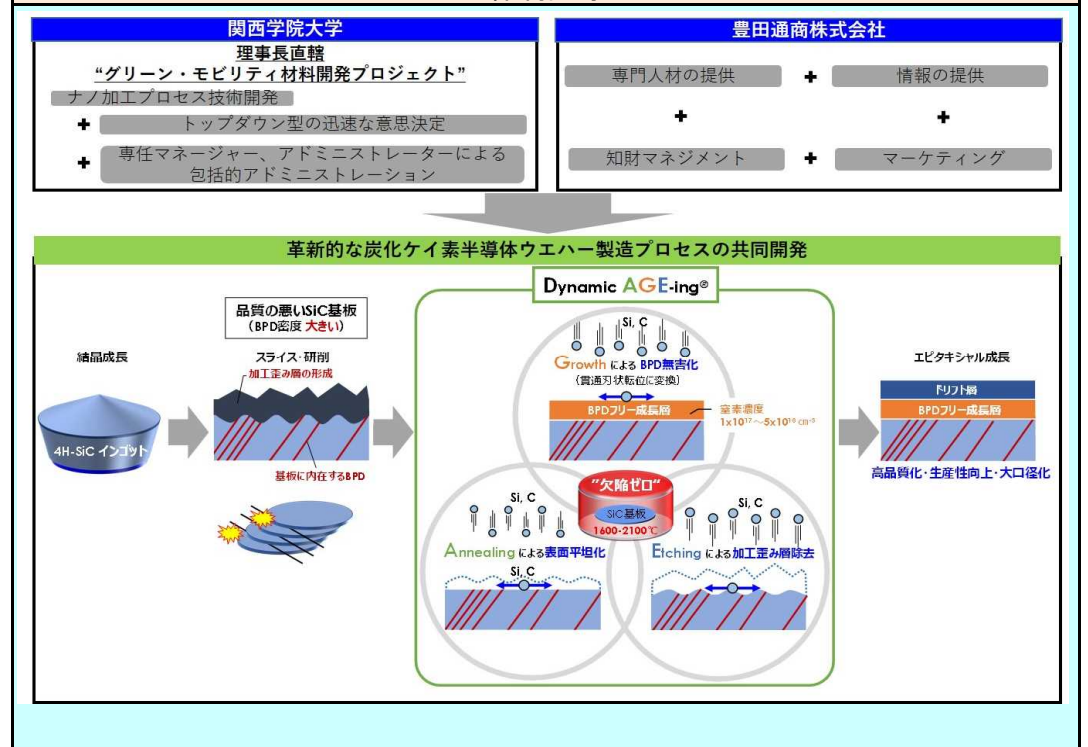 関西学院大学
理事長直轄
“グリーン・モビリティ材料開発プロジェクト”
ナノ加工プロセス技術開発
+ トップダウン型の迅速な意思決定
+ 専任マネージャー、アドミニストレーターによる
包括的アドミニストレーション
豊田通商株式会社
専門人材の提供 + 情報の提供
+ +
知財マネジメント + マーケティング
革新的な炭化ケイ素半導体ウエハー製造プロセスの共同開発
結晶成長
4H-SiC インゴット
品質の悪いSiC基板
(BPD密度 大きい)
スライス・研削
加工歪み層の形成
基板に内在するBPD
Dynamic AGE-ing®
Si, C
Growth による BPD無害化
(貫通刃状転位に変換)
BPDフリー成長層
窒素濃度
1x10¹⁷～5x10¹⁹ cm⁻³
"欠陥ゼロ"
SiC基板
1600-2100℃
Si, C
Annealing による表面平坦化
Si, C
Si, C
Etching による加工歪み層除去
エピタキシャル成長
ドリフト層
BPDフリー成長層
高品質化・生産性向上・大口径化